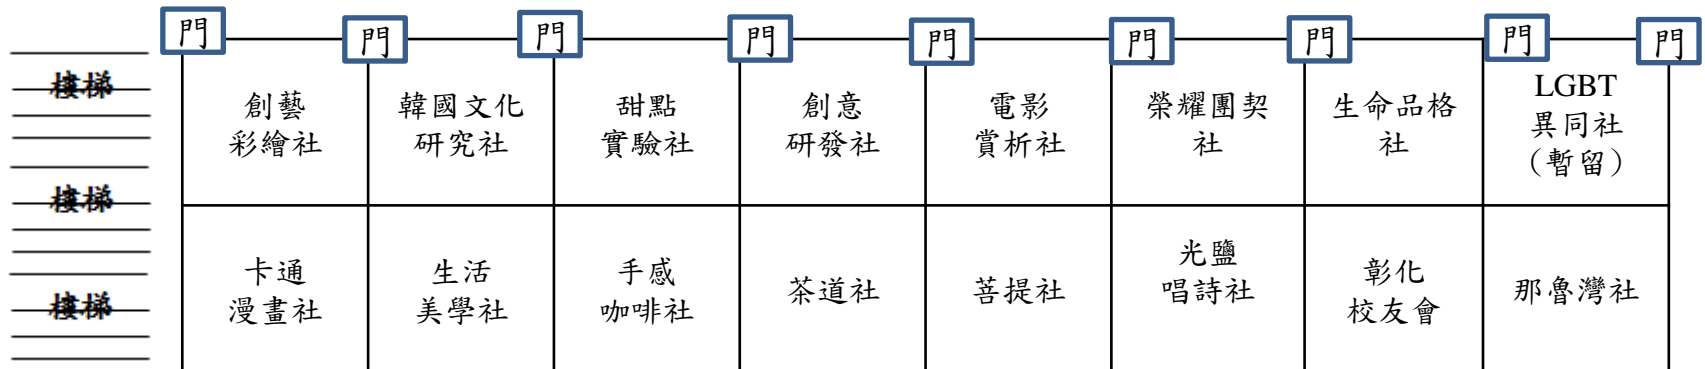 門
門
門
門
門
門
門
門
門
樓梯
樓梯
樓梯
創藝
彩繪社
韓國文化
研究社
甜點
實驗社
創意
研發社
電影
賞析社
榮耀團契
社
生命品格
社
LGBT
異同社
(暫留)
卡通
漫畫社
生活
美學社
手感
咖啡社
茶道社
菩提社
光鹽
唱詩社
彰化
校友會
那魯灣社